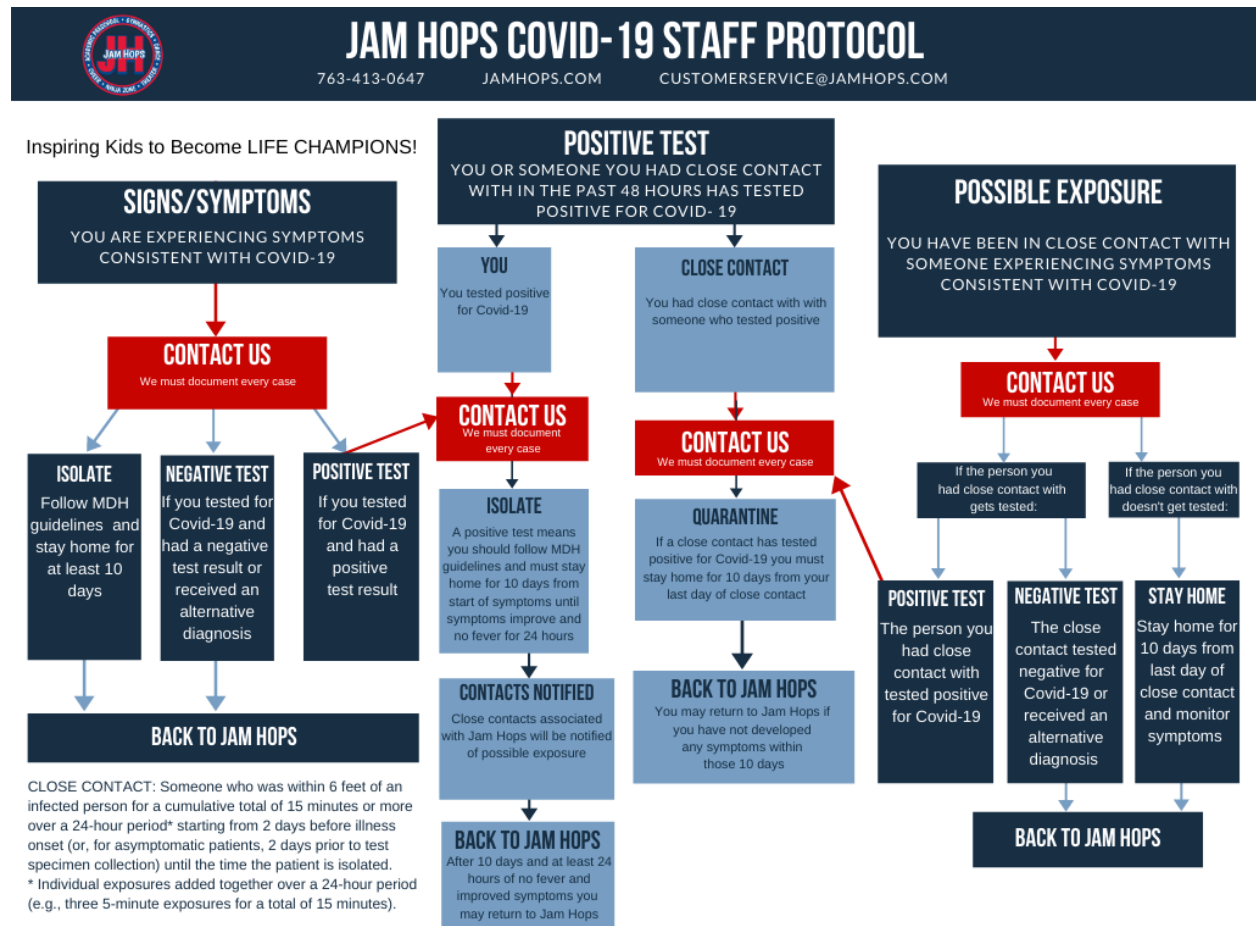 JAM HOPS COVID-19 STAFF PROTOCOL
763-413-0647 JAMHOPS.COM CUSTOMERSERVICE@JAMHOPS.COM
ACADEMIC PRESCHOOL • GYMNASTICS • DANCE
JH
JAM HOPS
CHEER • NINJA ZONE • THEATER
Inspiring Kids to Become LIFE CHAMPIONS!
SIGNS/SYMPTOMS
YOU ARE EXPERIENCING SYMPTOMS
CONSISTENT WITH COVID-19
CONTACT US
We must document every case
ISOLATE
Follow MDH
guidelines and
stay home for
at least 10
days
NEGATIVE TEST
If you tested for
Covid-19 and
had a negative
test result or
received an
alternative
diagnosis
POSITIVE TEST
If you tested
for Covid-19
and had a
positive
test result
BACK TO JAM HOPS
CLOSE CONTACT: Someone who was within 6 feet of an
infected person for a cumulative total of 15 minutes or more
over a 24-hour period* starting from 2 days before illness
onset (or, for asymptomatic patients, 2 days prior to test
specimen collection) until the time the patient is isolated.
* Individual exposures added together over a 24-hour period
(e.g., three 5-minute exposures for a total of 15 minutes).
POSITIVE TEST
YOU OR SOMEONE YOU HAD CLOSE CONTACT
WITH IN THE PAST 48 HOURS HAS TESTED
POSITIVE FOR COVID- 19
YOU
You tested positive
for Covid-19
CONTACT US
We must document
every case
ISOLATE
A positive test means
you should follow MDH
guidelines and must stay
home for 10 days from
start of symptoms until
symptoms improve and
no fever for 24 hours
CONTACTS NOTIFIED
Close contacts associated
with Jam Hops will be notified
of possible exposure
BACK TO JAM HOPS
After 10 days and at least 24
hours of no fever and
improved symptoms you
may return to Jam Hops
CLOSE CONTACT
You had close contact with with
someone who tested positive
CONTACT US
We must document every case
QUARANTINE
If a close contact has tested
positive for Covid-19 you must
stay home for 10 days from your
last day of close contact
BACK TO JAM HOPS
You may return to Jam Hops if
you have not developed
any symptoms within
those 10 days
POSSIBLE EXPOSURE
YOU HAVE BEEN IN CLOSE CONTACT WITH
SOMEONE EXPERIENCING SYMPTOMS
CONSISTENT WITH COVID-19
CONTACT US
We must document every case
If the person you
had close contact with
gets tested:
If the person you
had close contact with
doesn't get tested:
POSITIVE TEST
The person you
had close
contact with
tested positive
for Covid-19
NEGATIVE TEST
The close
contact tested
negative for
Covid-19 or
received an
alternative
diagnosis
STAY HOME
Stay home for
10 days from
last day of
close contact
and monitor
symptoms
BACK TO JAM HOPS